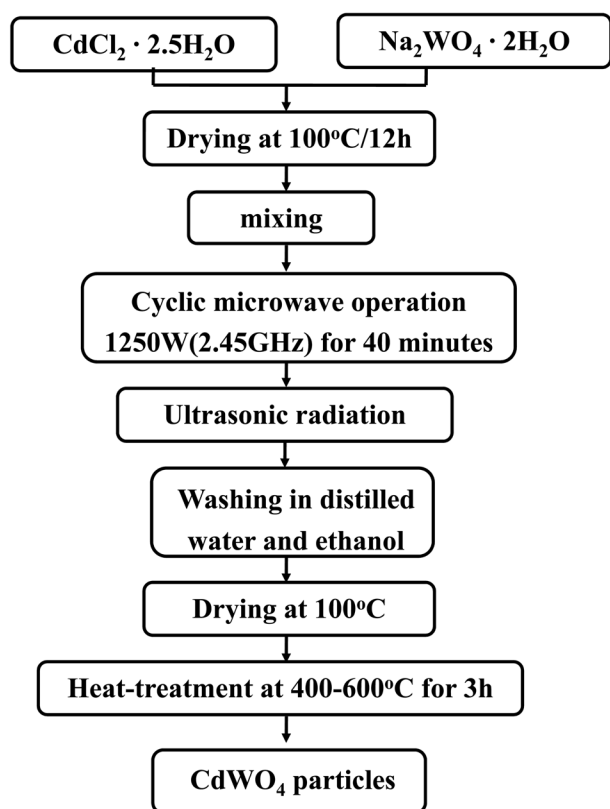 CdCl₂ · 2.5H₂O
Na₂WO₄ · 2H₂O
Drying at 100°C/12h
mixing
Cyclic microwave operation
1250W(2.45GHz) for 40 minutes
Ultrasonic radiation
Washing in distilled
water and ethanol
Drying at 100°C
Heat-treatment at 400-600°C for 3h
CdWO₄ particles